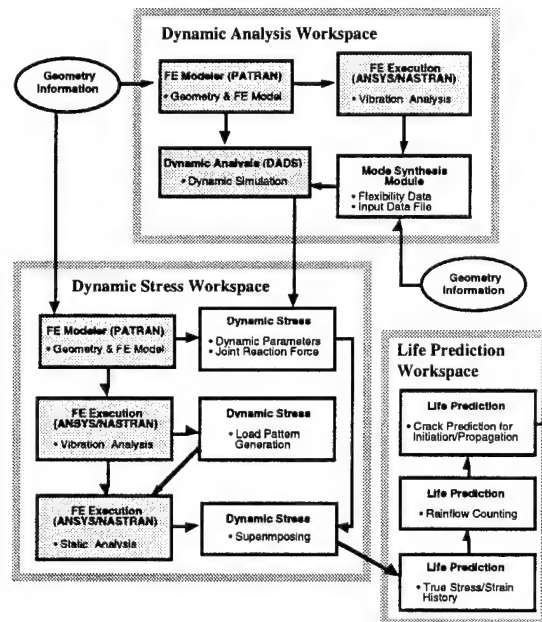 Dynamic Analysis Workspace
Geometry
Information
FE Modeler (PATRAN)
• Geometry & FE Model
FE Execution
(ANSYS/NASTRAN)
• Vibration Analysis
Dynamic Analysis (DADS)
• Dynamic Simulation
Mode Synthesis
Module
• Flexibility Data
• Input Data File
Geometry
Information
Dynamic Stress Workspace
FE Modeler (PATRAN)
• Geometry & FE Model
Dynamic Stress
• Dynamic Parameters
• Joint Reaction Force
FE Execution
(ANSYS/NASTRAN)
• Vibration Analysis
Dynamic Stress
• Load Pattern
Generation
FE Execution
(ANSYS/NASTRAN)
• Static Analysis
Dynamic Stress
• Superimposing
Life Prediction
Workspace
Life Prediction
• Crack Prediction for
Initiation/Propagation
Life Prediction
• Rainflow Counting
Life Prediction
• True Stress/Strain
History